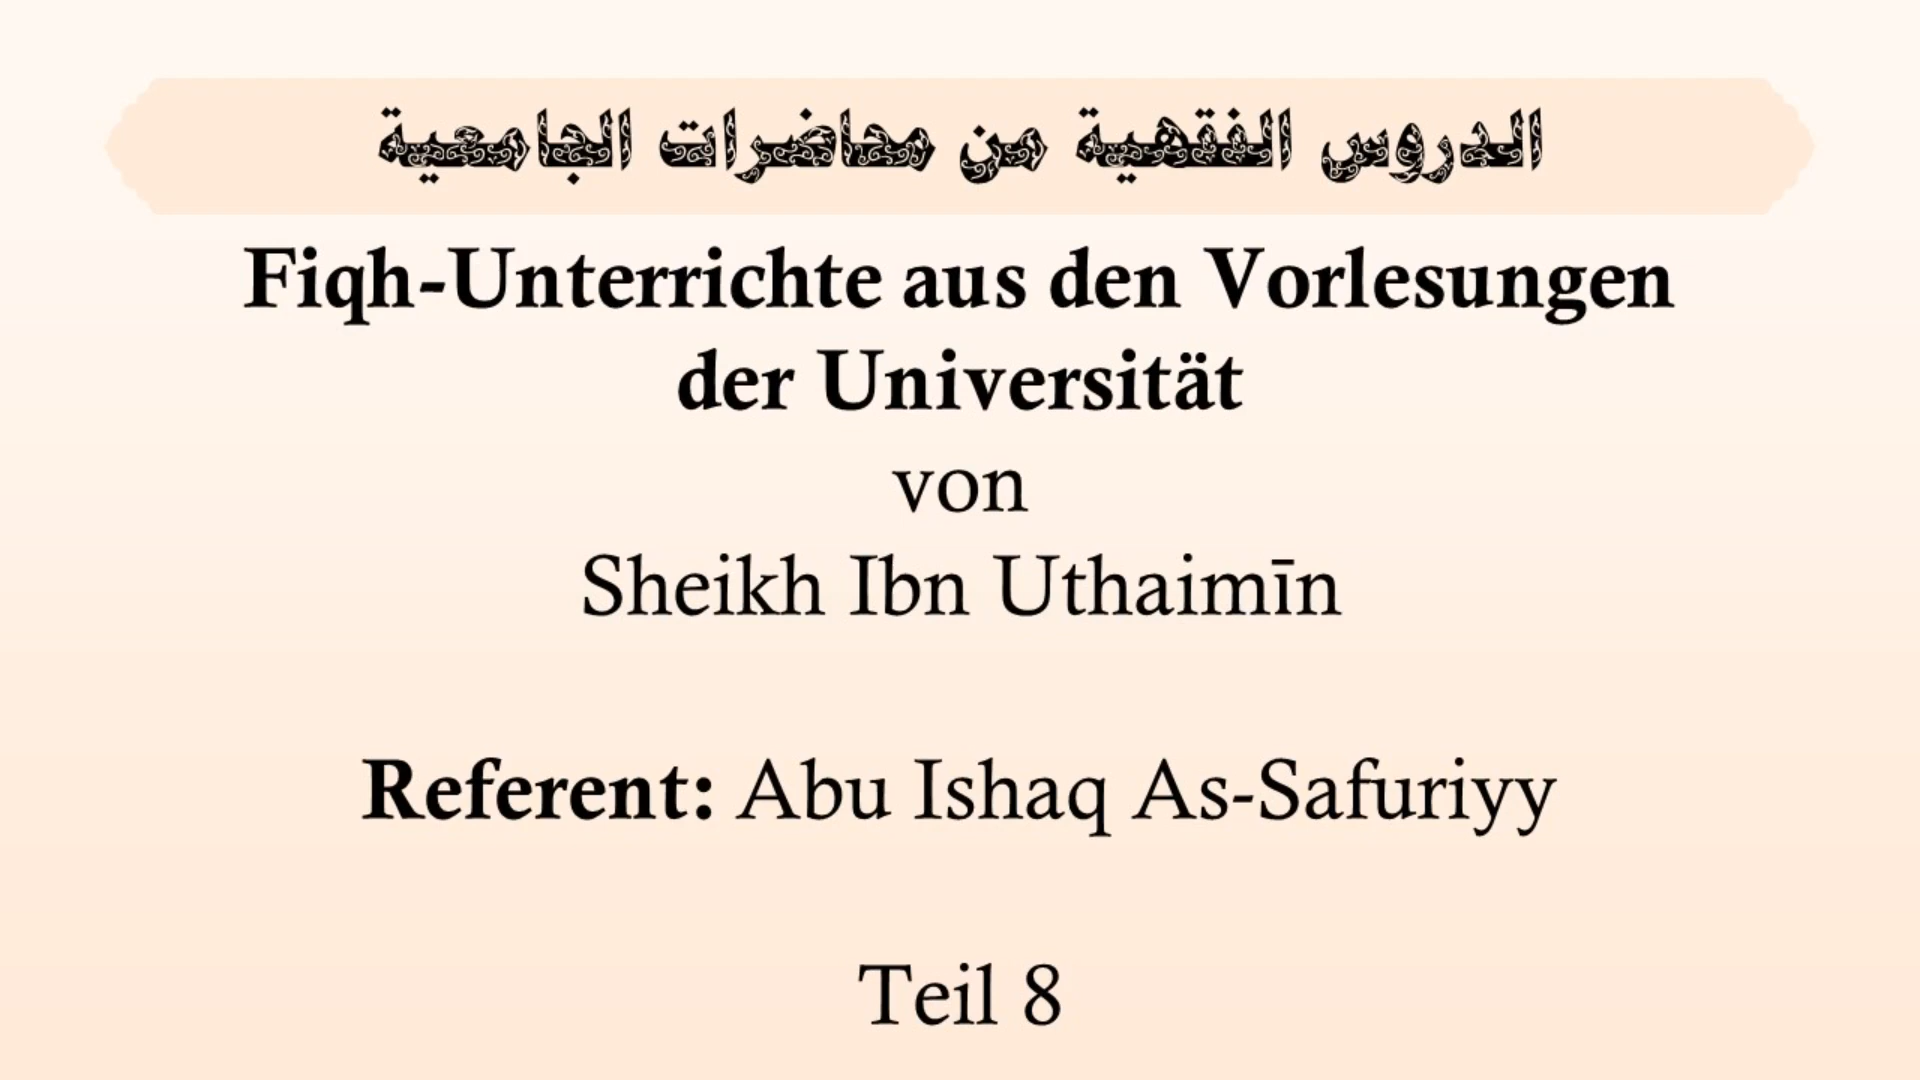 الدروس الفقهية من محاضرات الجامعية
Fiqh-Unterrichte aus den Vorlesungen
der Universität
von
Sheikh Ibn Uthaimīn
Referent: Abu Ishaq As-Safuriyy
Teil 8